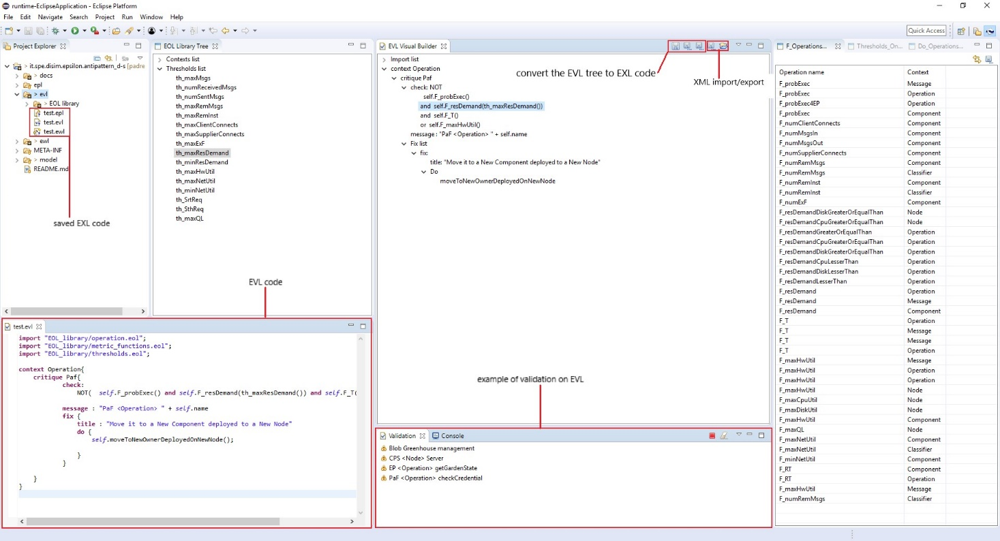 runtime-EclipseApplication - Eclipse Platform
File Edit Navigate Search Project Run Window Help
Quick Access
Project Explorer
> it.spe.disim.epsilon.antipattern_d-s [padre
> docs
epl
> evl
> EOL library
test.epl
test.evl
test.ewl
> ewl
META-INF
> model
README.md
saved EXL code
EOL Library Tree
Contexts list
Thresholds list
th_maxMsgs
th_numReceivedMsgs
th_numSentMsgs
th_maxRemMsgs
th_maxRemInst
th_maxClientConnects
th_maxSupplierConnects
th_maxExF
th_maxResDemand
th_minResDemand
th_maxHwUtil
th_maxNetUtil
th_minNetUtil
th_SrtReq
th_SthReq
th_maxQL
EVL code
EVL Visual Builder
Import list
context Operation
critique Paf
check: NOT
self.F_probExec()
and self.F_resDemand(th_maxResDemand())
and self.F_T()
or self.F_maxHwUtil()
message : "PaF <Operation> " + self.name
Fix list
fix:
title: "Move it to a New Component deployed to a New Node"
Do
moveToNewOwnerDeployedOnNewNode
convert the EVL tree to EXL code
XML import/export
test.evl
import "EOL_library/operation.eol";
import "EOL_library/metric_functions.eol";
import "EOL_library/thresholds.eol";
context Operation{
critique Paf{
check:
NOT( self.F_probExec() and self.F_resDemand(th_maxResDemand()) and self.F_T(
message : "PaF <Operation> " + self.name
fix {
title : "Move it to a New Component deployed to a New Node"
do {
self.moveToNewOwnerDeployedOnNewNode();
}
}
}
}
example of validation on EVL
Validation Console
Blob Greenhouse management
CPS <Node> Server
EP <Operation> getGardenState
PaF <Operation> checkCredential
F_Operations... Thresholds_On... Do_Operations...
Operation name Context
F_probExec Message
F_probExec Operation
F_probExec4EP Operation
F_probExec Component
F_numClientConnects Component
F_numMsgsIn Component
F_numMsgsOut Component
F_numSupplierConnects Component
F_numRemMsgs Component
F_numRemMsgs Classifier
F_numRemInst Component
F_numRemInst Classifier
F_numExF Component
F_resDemandDiskGreaterOrEqualThan Node
F_resDemandCpuGreaterOrEqualThan Node
F_resDemandGreaterOrEqualThan Operation
F_resDemandCpuGreaterOrEqualThan Operation
F_resDemandDiskGreaterOrEqualThan Operation
F_resDemandCpuLesserThan Operation
F_resDemandDiskLesserThan Operation
F_resDemandLesserThan Operation
F_resDemand Operation
F_resDemand Message
F_resDemand Component
F_T Operation
F_T Message
F_T Message
F_T Operation
F_maxHwUtil Message
F_maxHwUtil Operation
F_maxHwUtil Operation
F_maxHwUtil Node
F_maxCpuUtil Node
F_maxDiskUtil Node
F_maxHwUtil Component
F_maxQL Node
F_maxNetUtil Component
F_maxNetUtil Classifier
F_minNetUtil Component
F_RT Component
F_RT Operation
F_maxHwUtil Message
F_numRemMsgs Classifier